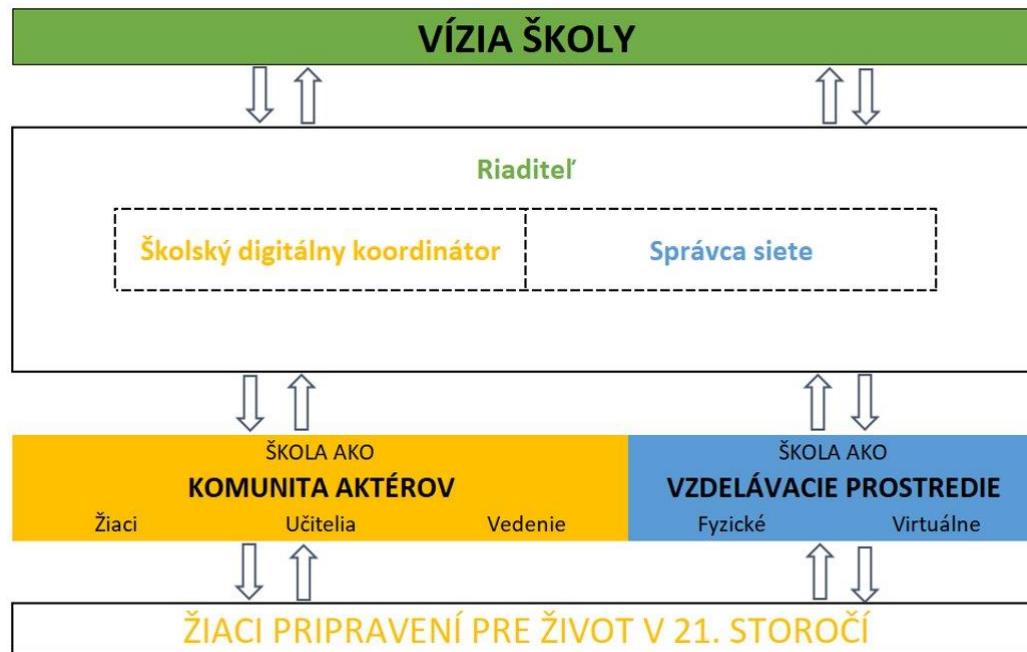 VÍZIA ŠKOLY
Riaditeľ
Školský digitálny koordinátor
Správca siete
ŠKOLA AKO
KOMUNITA AKTÉROV
Žiaci
Učitelia
Vedenie
ŠKOLA AKO
VZDELÁVACIE PROSTREDIE
Fyzické
Virtuálne
ŽIACI PRIPRAVENÍ PRE ŽIVOT V 21. STOROČÍ